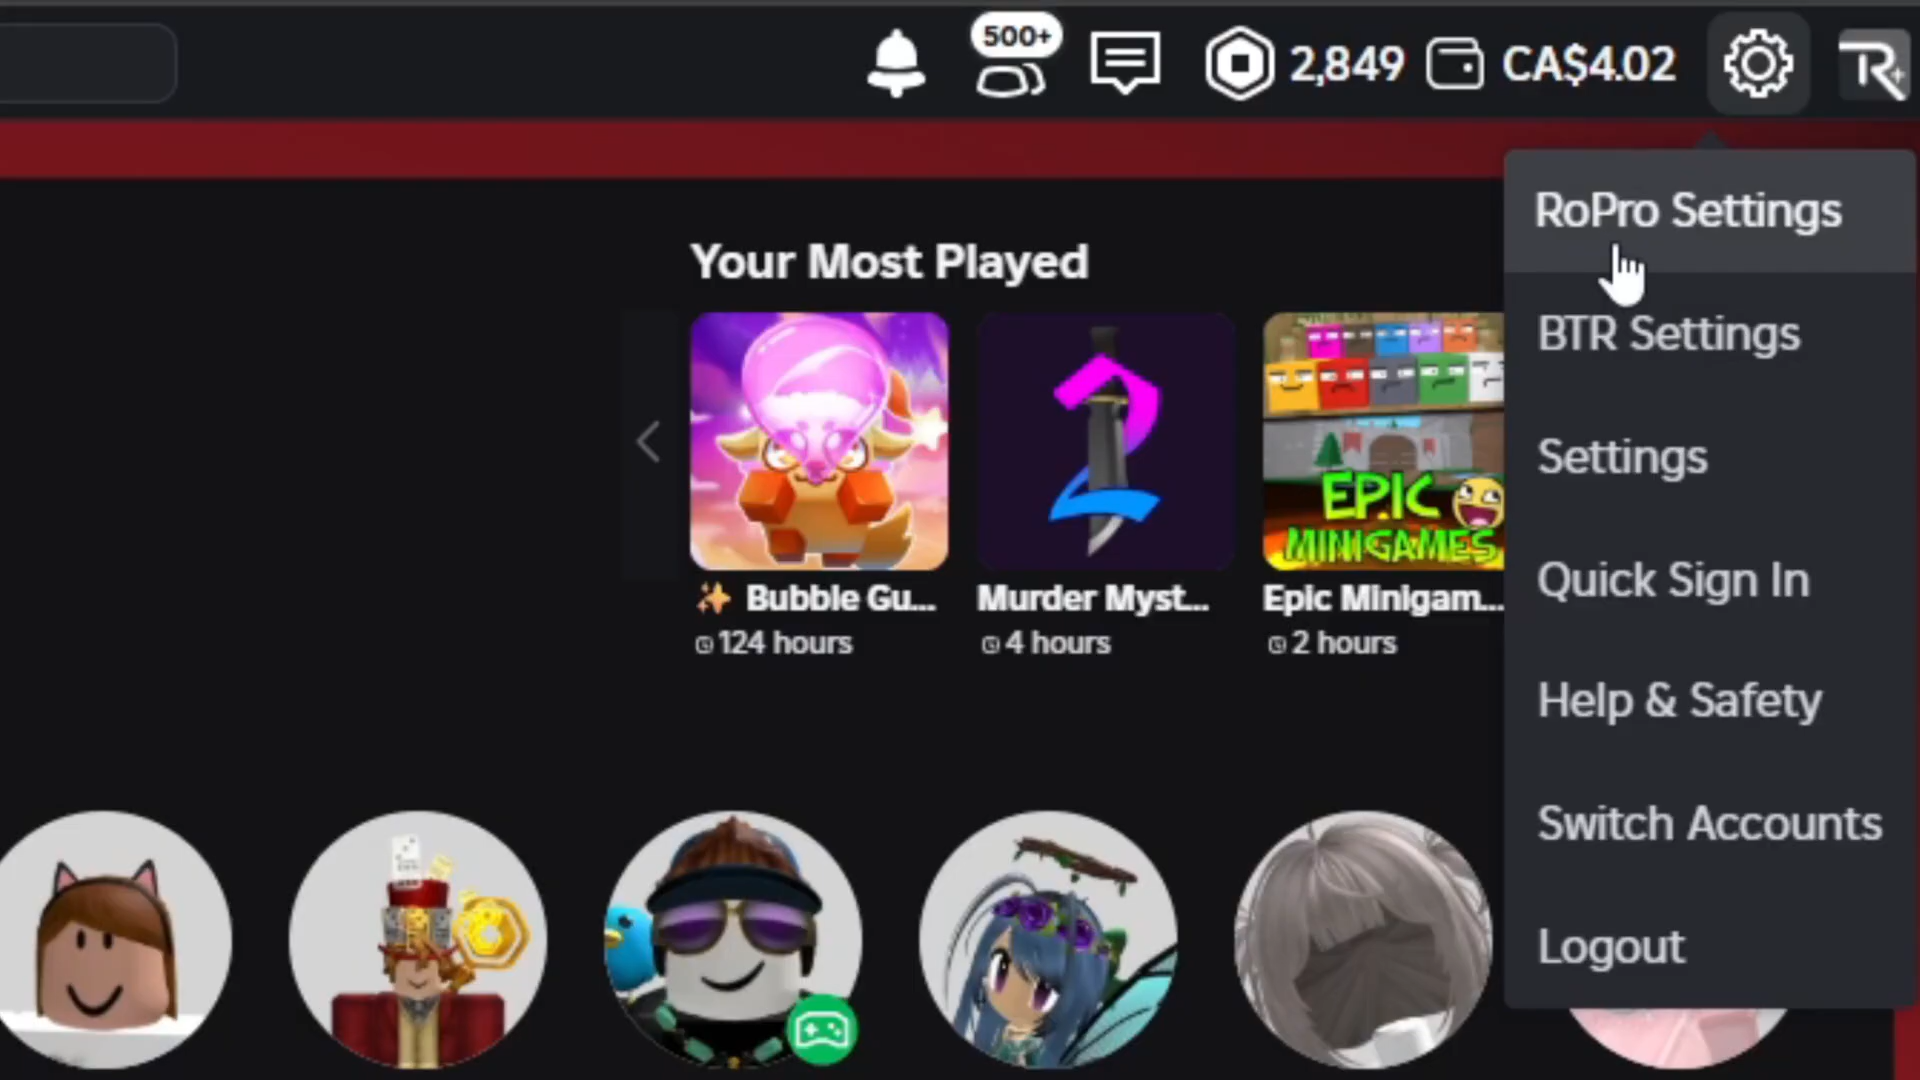 500+
2,849
CA$4.02
R+
RoPro Settings
BTR Settings
Settings
Quick Sign In
Help & Safety
Switch Accounts
Logout
Your Most Played
2
EPIC
MINIGAMES
✨ Bubble Gu...
Murder Myst...
Epic Minigam...
124 hours
4 hours
2 hours